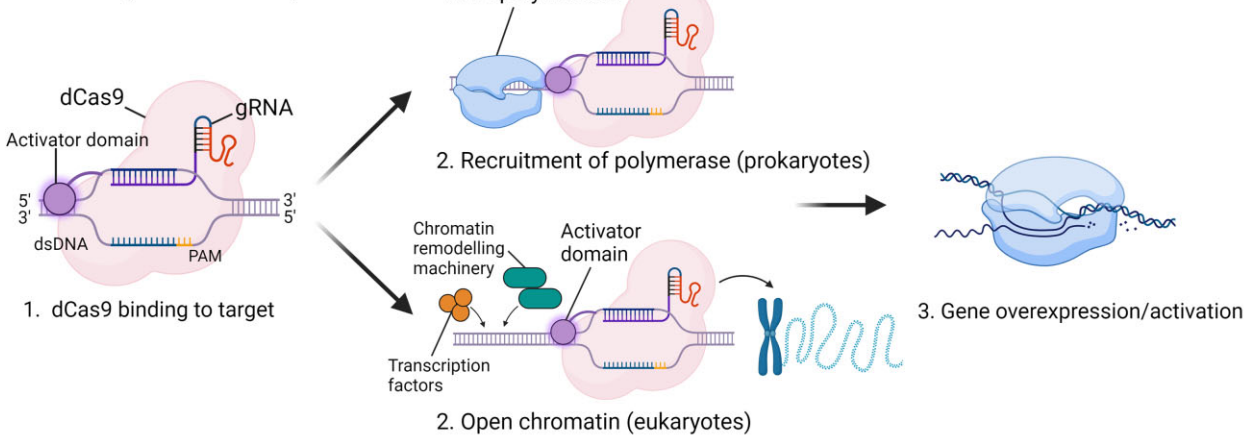 dCas9
gRNA
Activator domain
5'
3'
3'
5'
dsDNA
PAM
1. dCas9 binding to target
2. Recruitment of polymerase (prokaryotes)
Chromatin
remodelling
machinery
Activator
domain
Transcription
factors
2. Open chromatin (eukaryotes)
3. Gene overexpression/activation